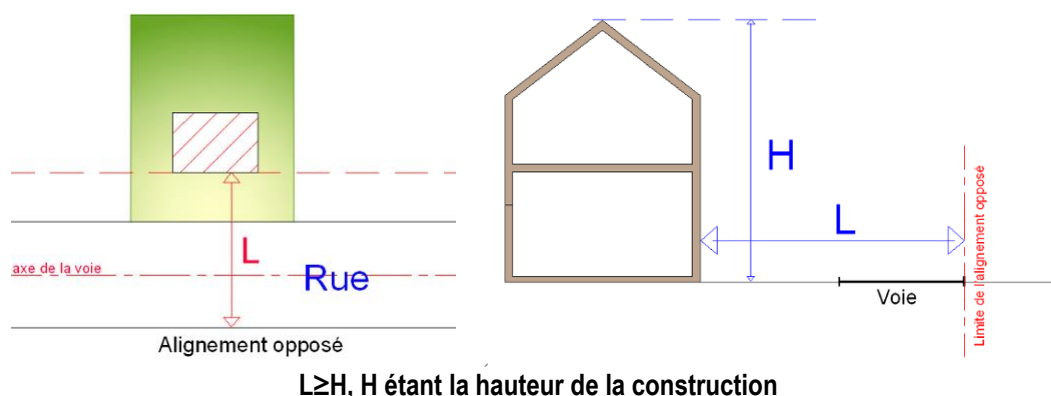 L
axe de la voie
Rue
Alignement opposé
H
L
Voie
Limite de l'alignement opposé
L≥H, H étant la hauteur de la construction